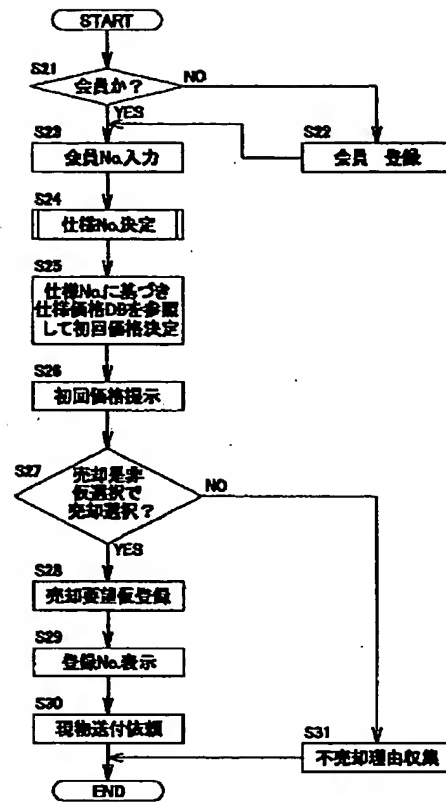 START
S21
会員か？
NO
YES
S23
会員No.入力
S22
会員 登録
S24
仕様No.決定
S25
仕様No.に基づき
仕様価格DBを参照
して初回価格決定
S26
初回価格提示
S27
売却是非
仮選択で
売却選択？
NO
YES
S28
売却要望仮登録
S29
登録No.表示
S30
現物送付依頼
S31
不売却理由収集
END